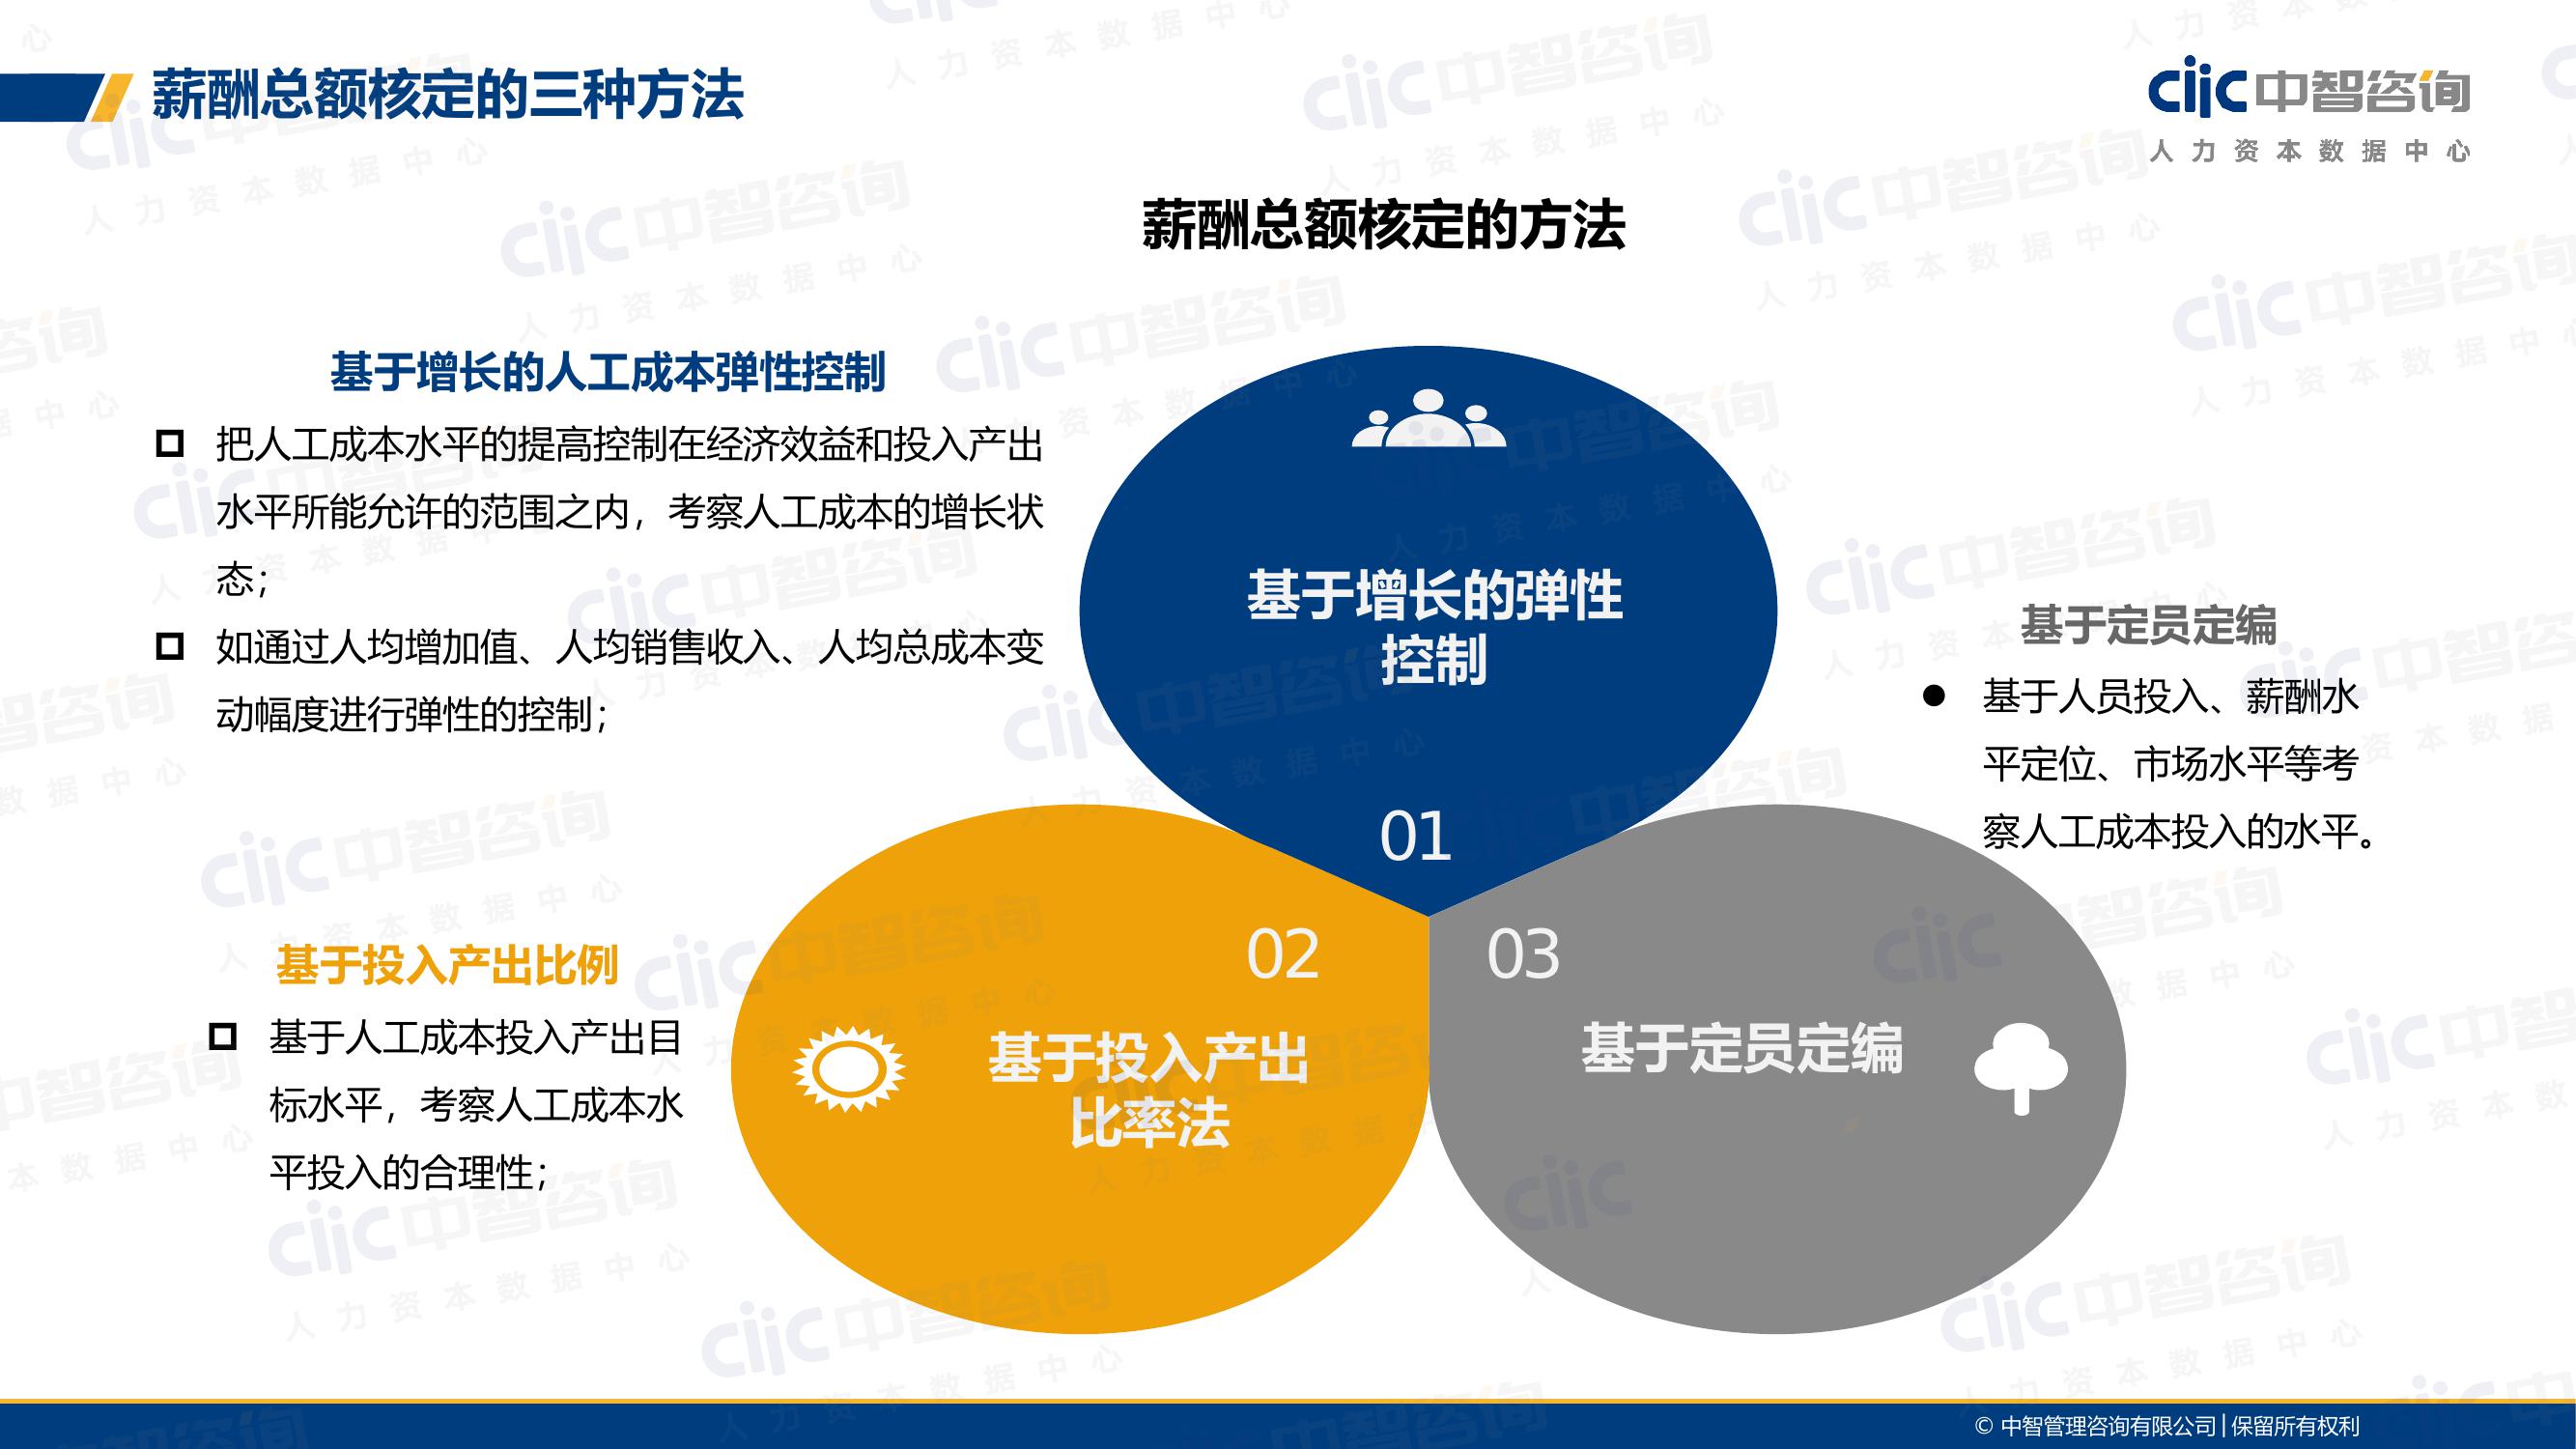 薪酬总额核定的三种方法
ciic中智咨询
人力资本数据中心
薪酬总额核定的方法
基于增长的人工成本弹性控制
把人工成本水平的提高控制在经济效益和投入产出
水平所能允许的范围之内，考察人工成本的增长状
态；
如通过人均增加值、人均销售收入、人均总成本变
动幅度进行弹性的控制；
基于增长的弹性
控制
01
基于定员定编
基于人员投入、薪酬水
平定位、市场水平等考
察人工成本投入的水平。
基于投入产出比例
基于人工成本投入产出目
标水平，考察人工成本水
平投入的合理性；
02
基于投入产出
比率法
03
基于定员定编
© 中智管理咨询有限公司|保留所有权利